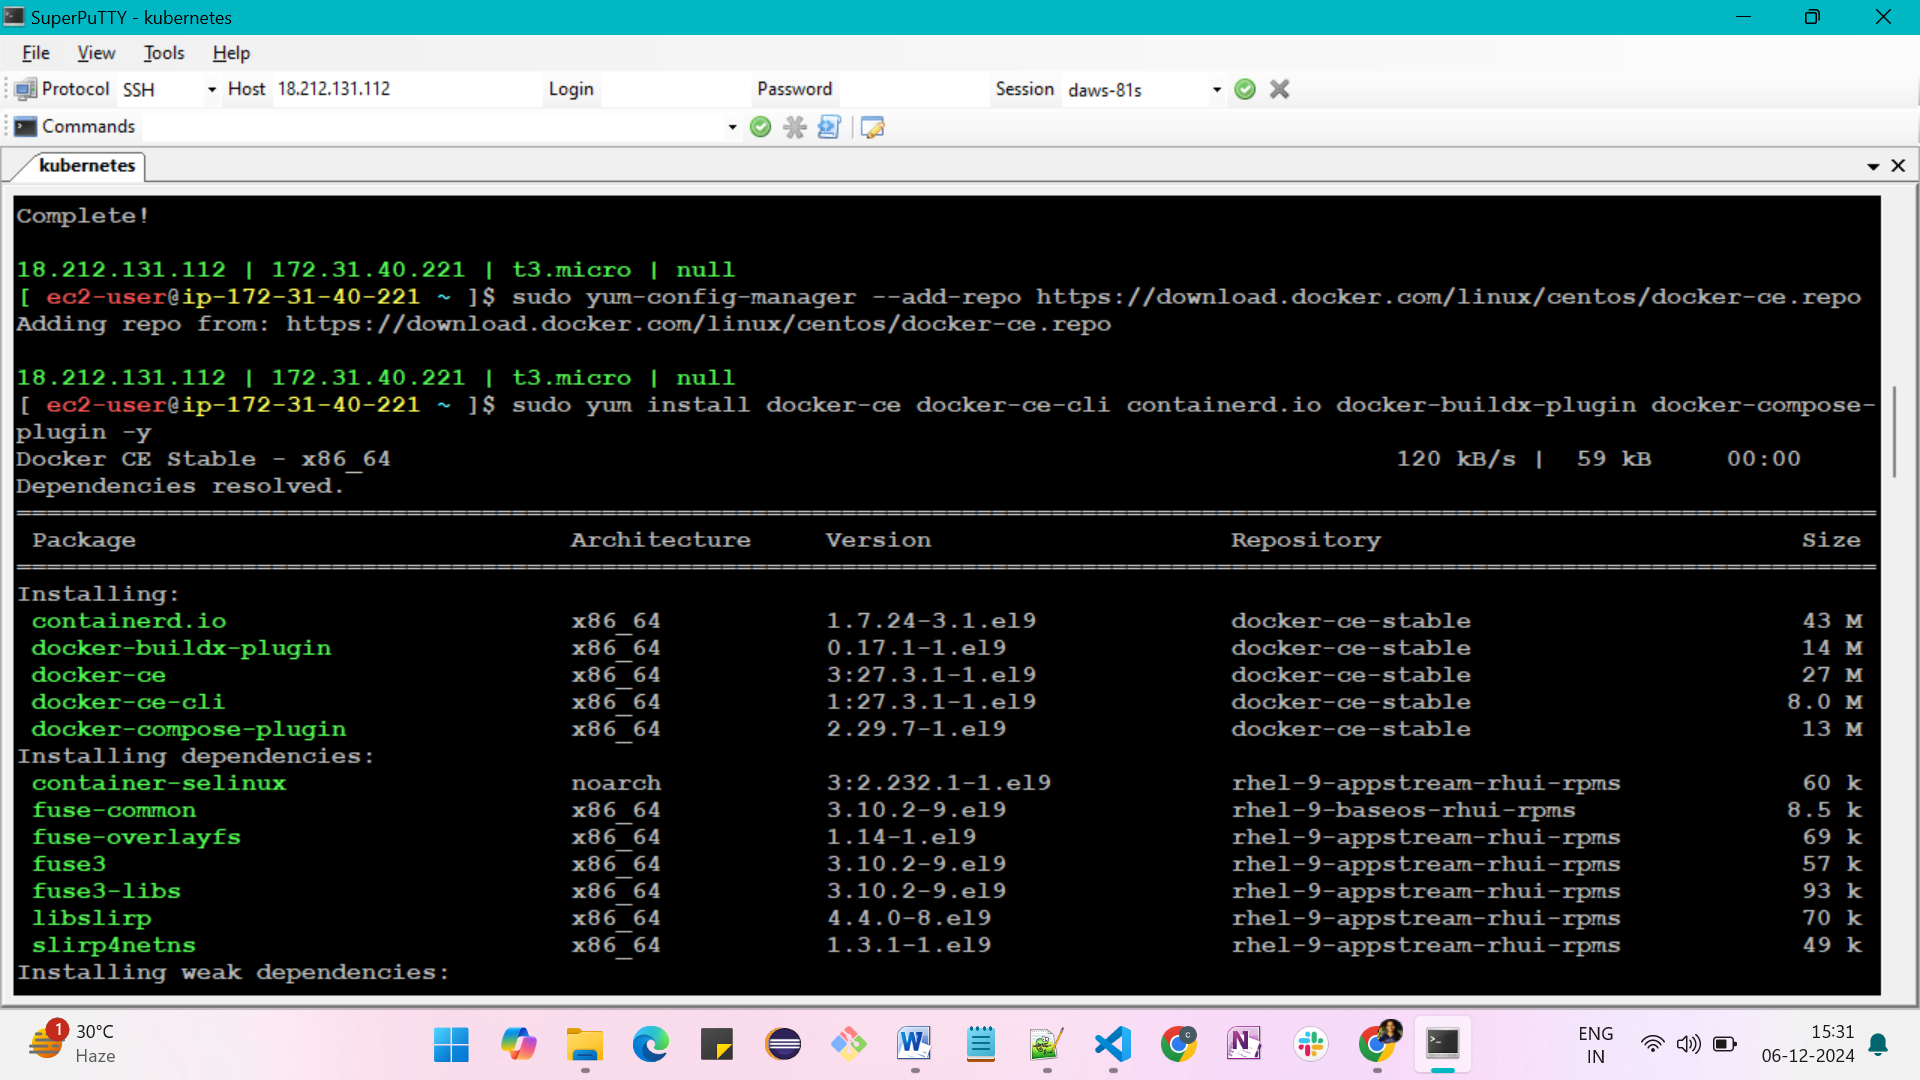 SuperPuTTY - kubernetes
File View Tools Help
Protocol SSH Host 18.212.131.112 Login Password Session daws-81s
Commands
kubernetes
Complete!
18.212.131.112 | 172.31.40.221 | t3.micro | null
[ ec2-user@ip-172-31-40-221 ~ ]$ sudo yum-config-manager --add-repo https://download.docker.com/linux/centos/docker-ce.repo
Adding repo from: https://download.docker.com/linux/centos/docker-ce.repo
18.212.131.112 | 172.31.40.221 | t3.micro | null
[ ec2-user@ip-172-31-40-221 ~ ]$ sudo yum install docker-ce docker-ce-cli containerd.io docker-buildx-plugin docker-compose-
plugin -y
Docker CE Stable - x86_64 120 kB/s | 59 kB 00:00
Dependencies resolved.
Package Architecture Version Repository Size
Installing:
containerd.io x86_64 1.7.24-3.1.el9 docker-ce-stable 43 M
docker-buildx-plugin x86_64 0.17.1-1.el9 docker-ce-stable 14 M
docker-ce x86_64 3:27.3.1-1.el9 docker-ce-stable 27 M
docker-ce-cli x86_64 1:27.3.1-1.el9 docker-ce-stable 8.0 M
docker-compose-plugin x86_64 2.29.7-1.el9 docker-ce-stable 13 M
Installing dependencies:
container-selinux noarch 3:2.232.1-1.el9 rhel-9-appstream-rhui-rpms 60 k
fuse-common x86_64 3.10.2-9.el9 rhel-9-baseos-rhui-rpms 8.5 k
fuse-overlayfs x86_64 1.14-1.el9 rhel-9-appstream-rhui-rpms 69 k
fuse3 x86_64 3.10.2-9.el9 rhel-9-appstream-rhui-rpms 57 k
fuse3-libs x86_64 3.10.2-9.el9 rhel-9-appstream-rhui-rpms 93 k
libslirp x86_64 4.4.0-8.el9 rhel-9-appstream-rhui-rpms 70 k
slirp4netns x86_64 1.3.1-1.el9 rhel-9-appstream-rhui-rpms 49 k
Installing weak dependencies:
1 30°C
Haze
ENG
IN
15:31
06-12-2024